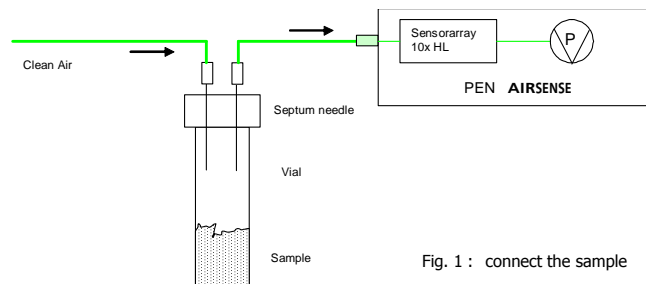 Sensorarray
10x HL
P
Clean Air
PEN AIRSENSE
Septum needle
Vial
Sample
Fig. 1 : connect the sample